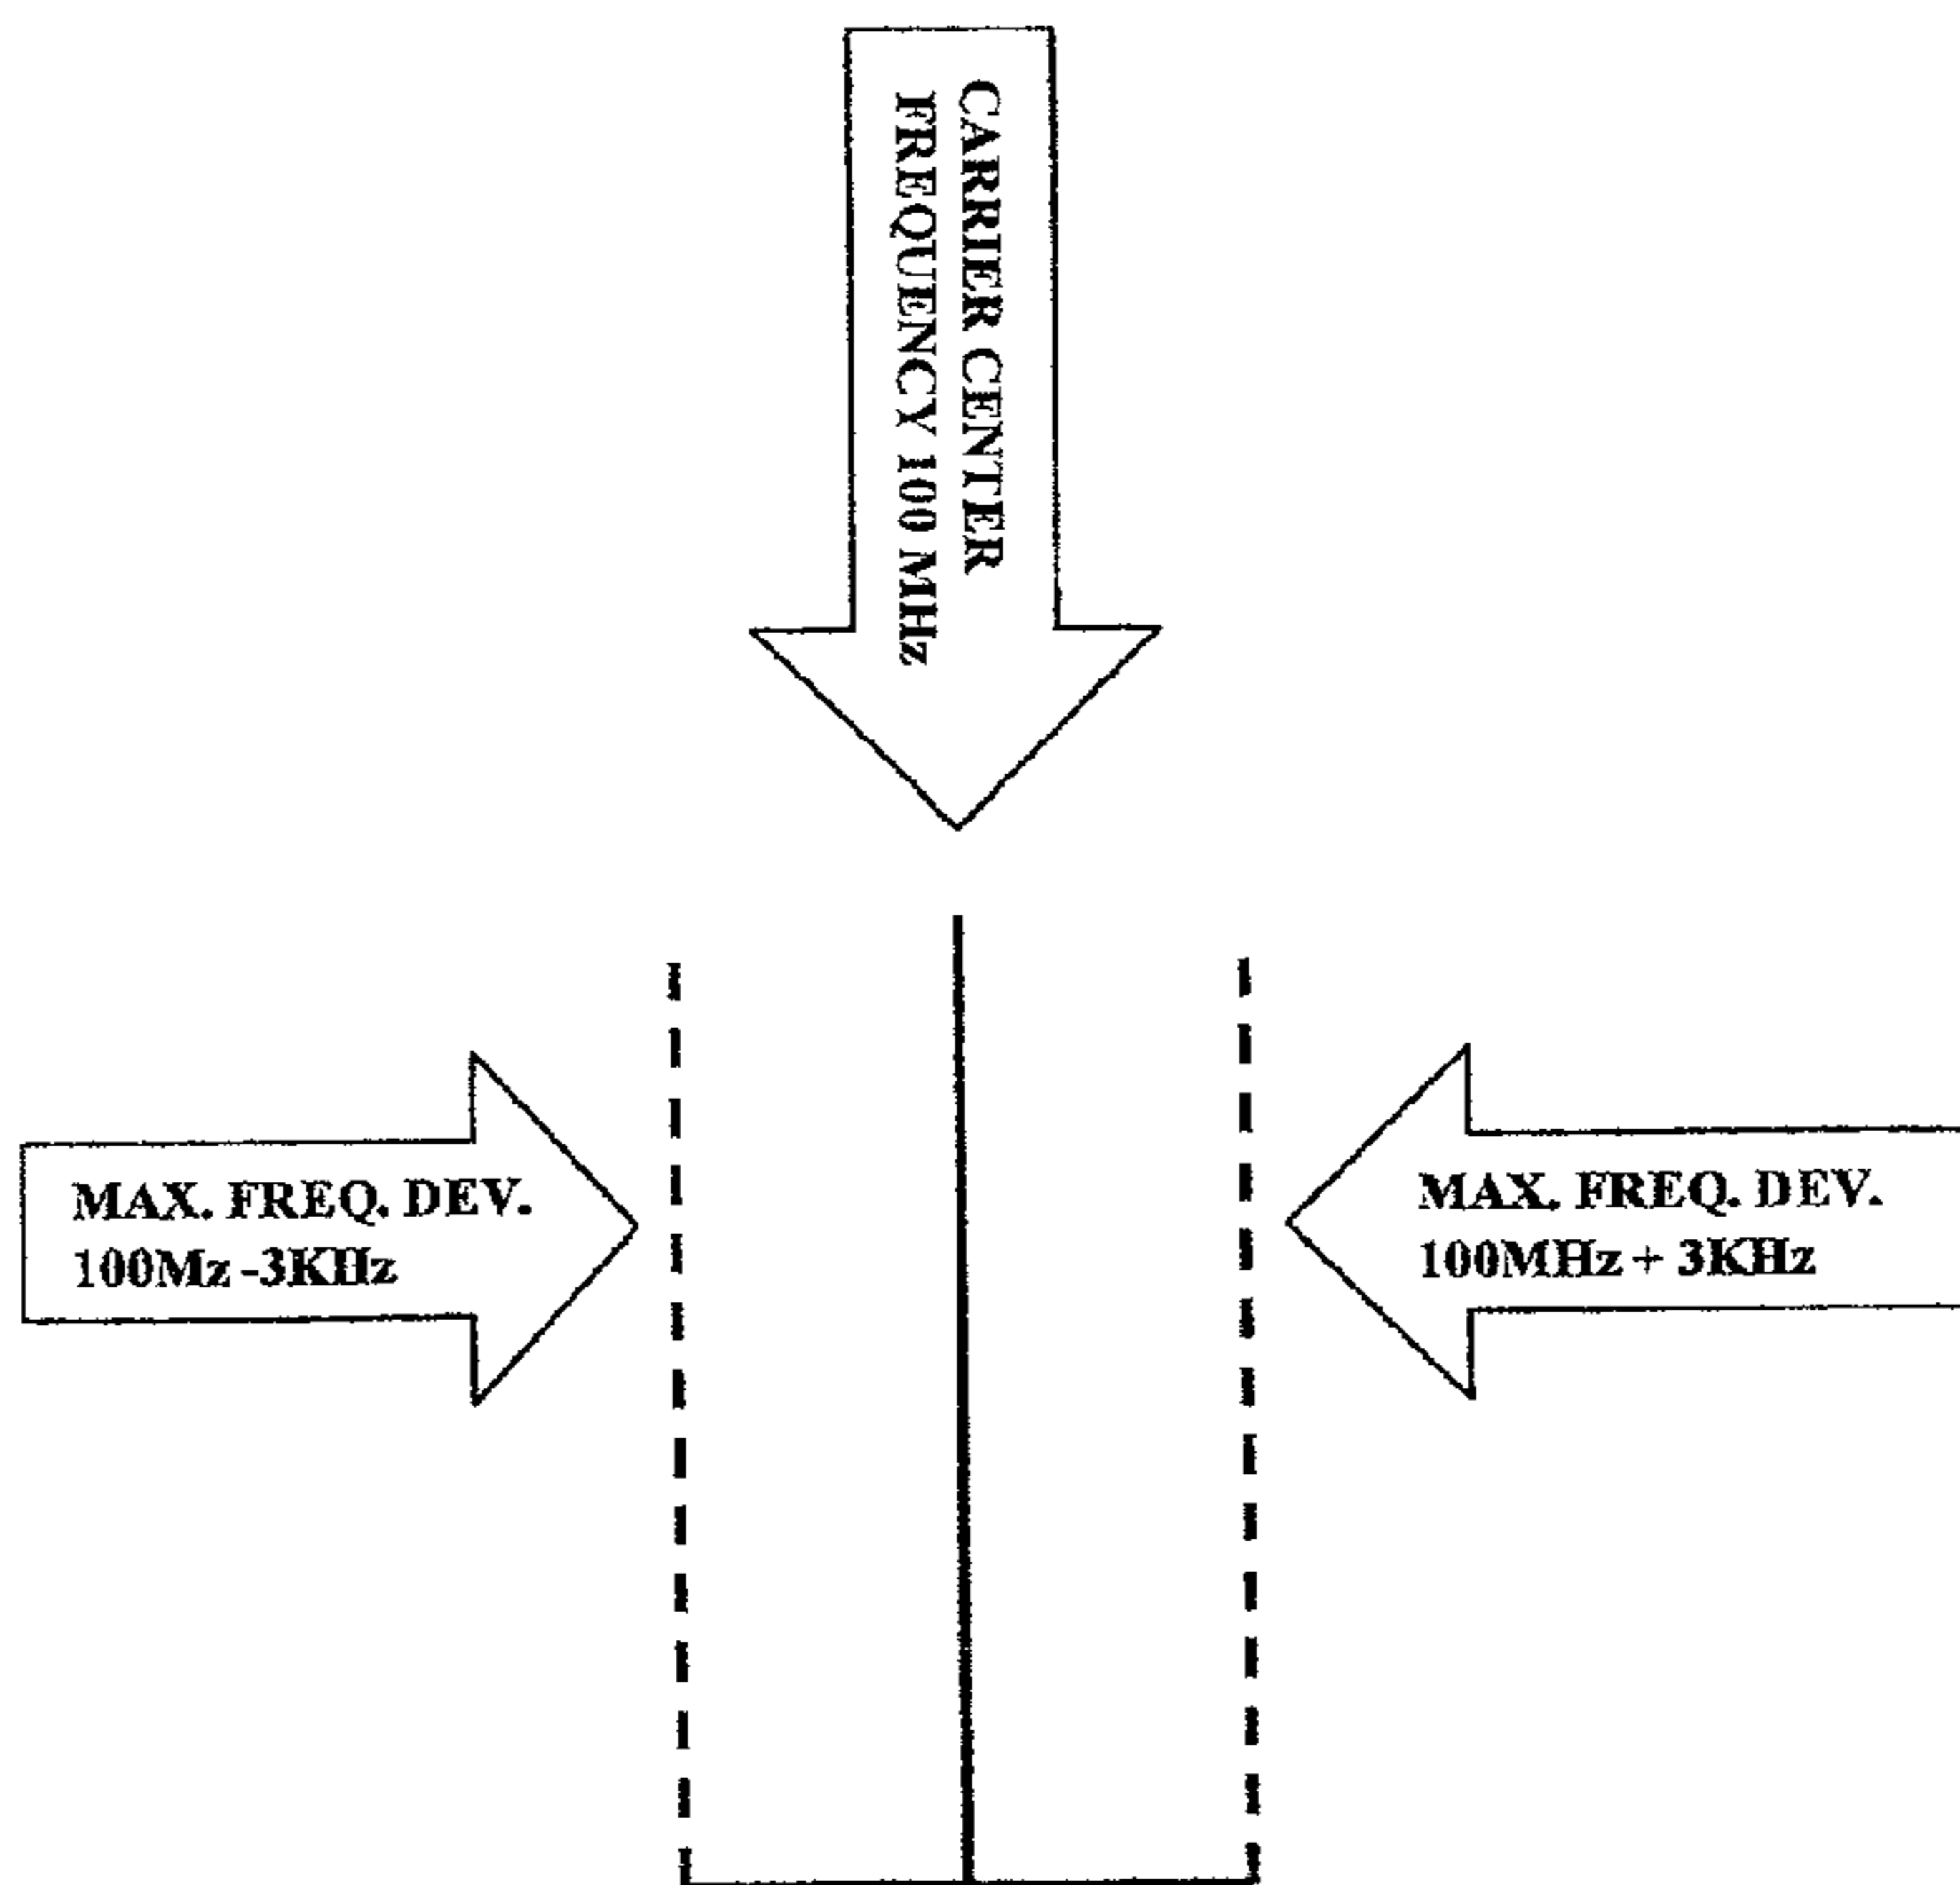 CARRIER CENTER
FREQUENCY 100 MHz
MAX. FREQ. DEV.
100Mz -3KHz
MAX. FREQ. DEV.
100MHz + 3KHz